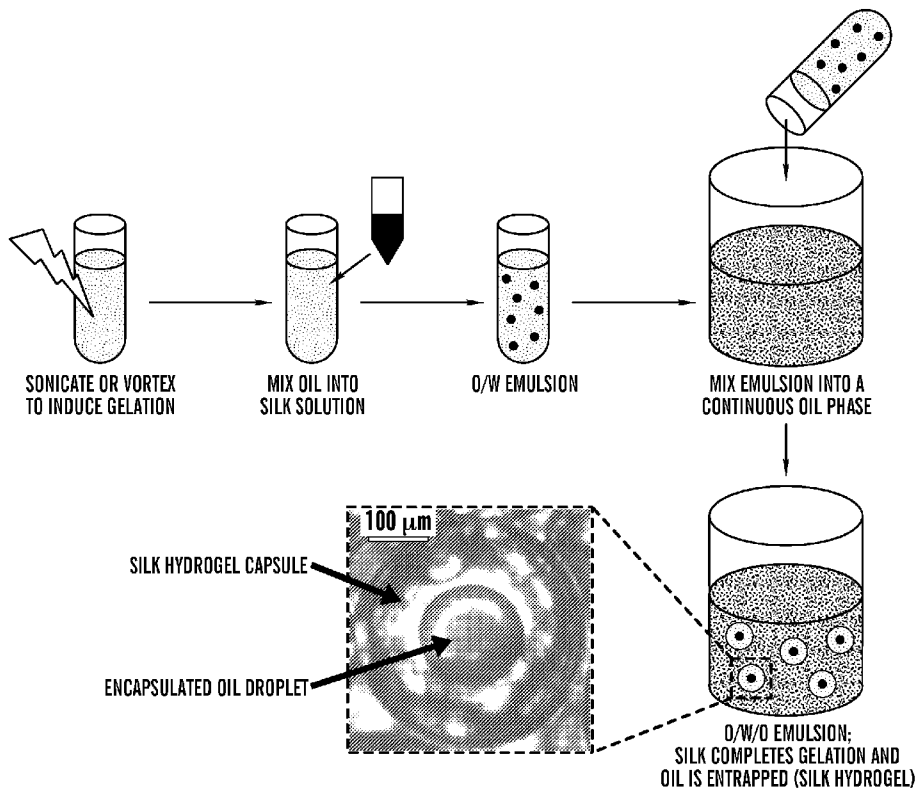 SONICATE OR VORTEX
TO INDUCE GELATION
MIX OIL INTO
SILK SOLUTION
O/W EMULSION
MIX EMULSION INTO A
CONTINUOUS OIL PHASE
100 μm
SILK HYDROGEL CAPSULE
ENCAPSULATED OIL DROPLET
O/W/O EMULSION;
SILK COMPLETES GELATION AND
OIL IS ENTRAPPED (SILK HYDROGEL)